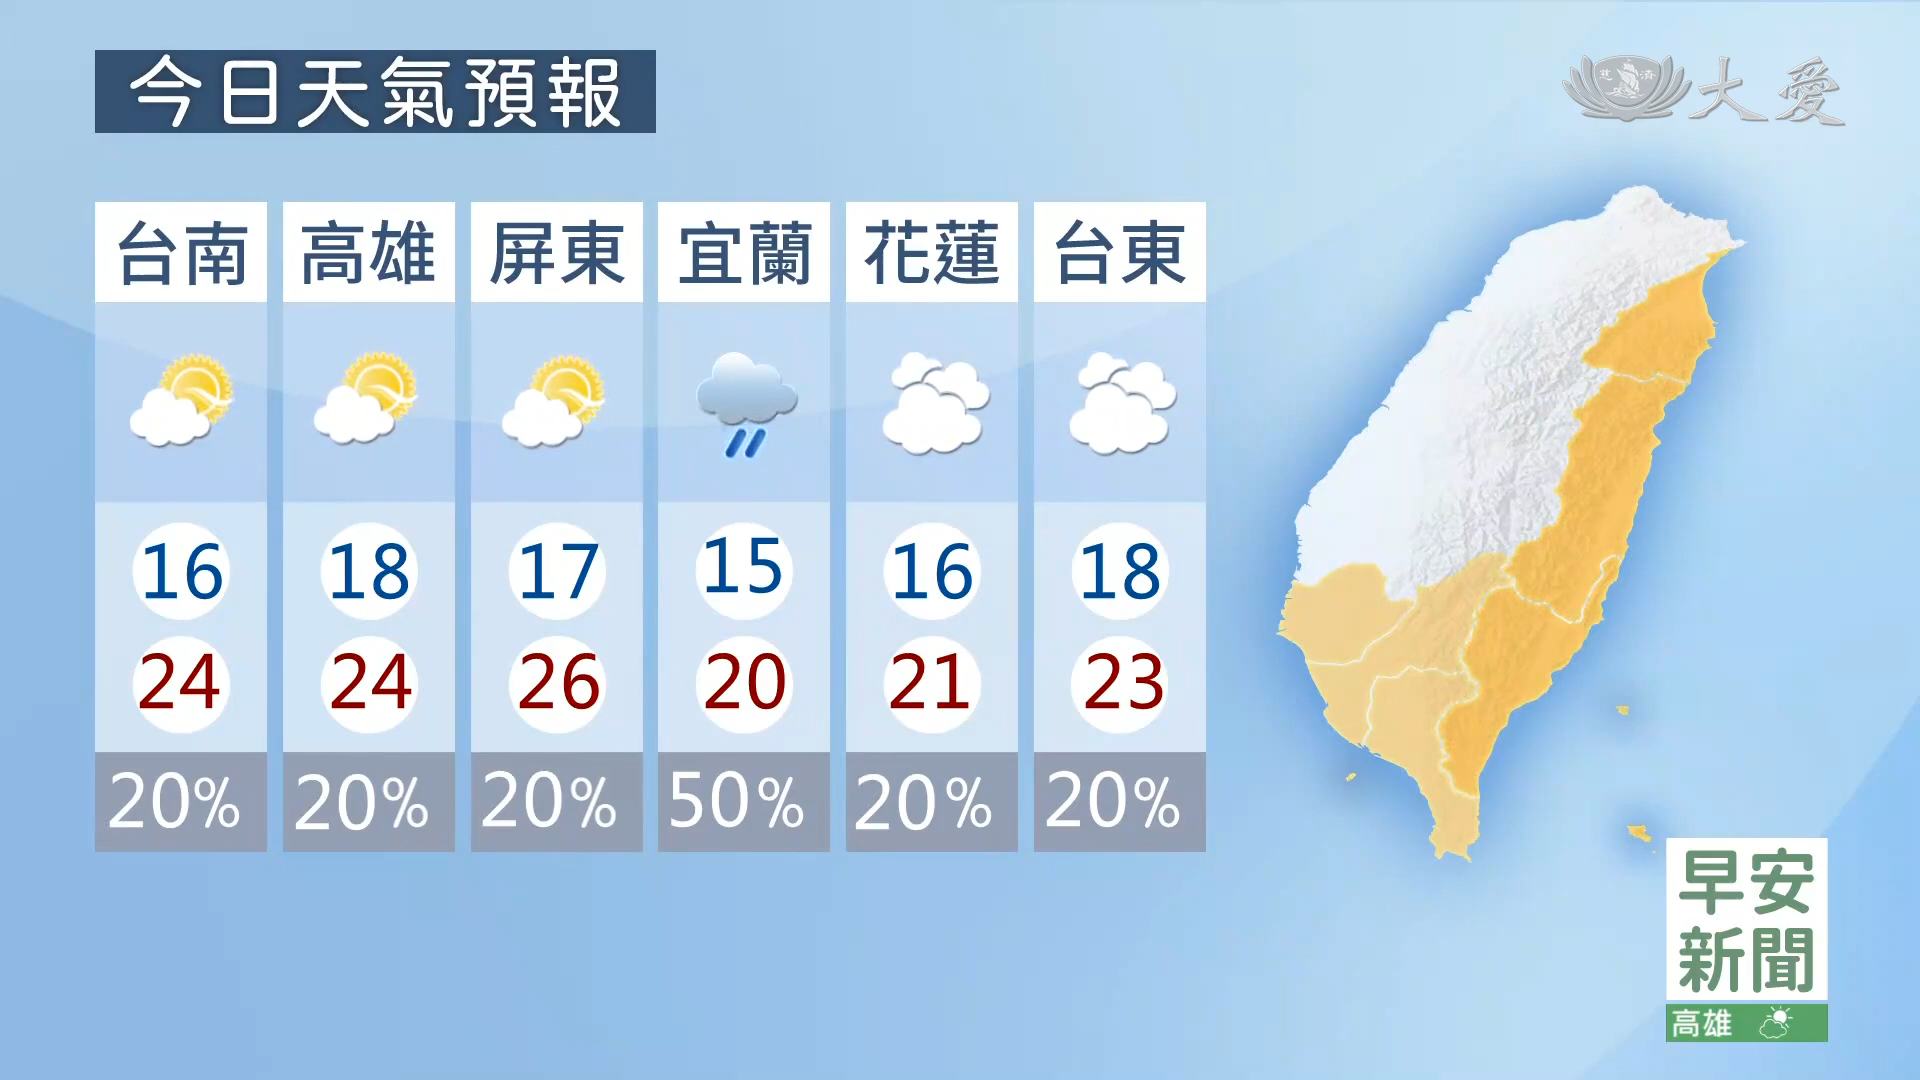 今日天氣預報
慈濟
大愛
台南 高雄 屏東 宜蘭 花蓮 台東
16 18 17 15 16 18
24 24 26 20 21 23
20% 20% 20% 50% 20% 20%
早安
新聞
高雄